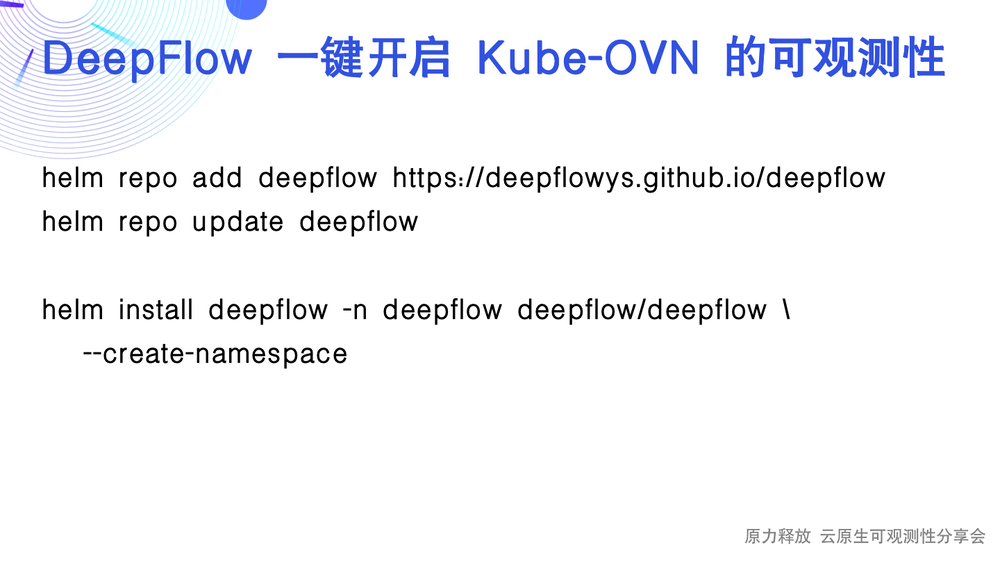 DeepFlow 一键开启 Kube-OVN 的可观测性
helm repo add deepflow https://deepflowys.github.io/deepflow
helm repo update deepflow
helm install deepflow -n deepflow deepflow/deepflow \
--create-namespace
原力释放 云原生可观测性分享会